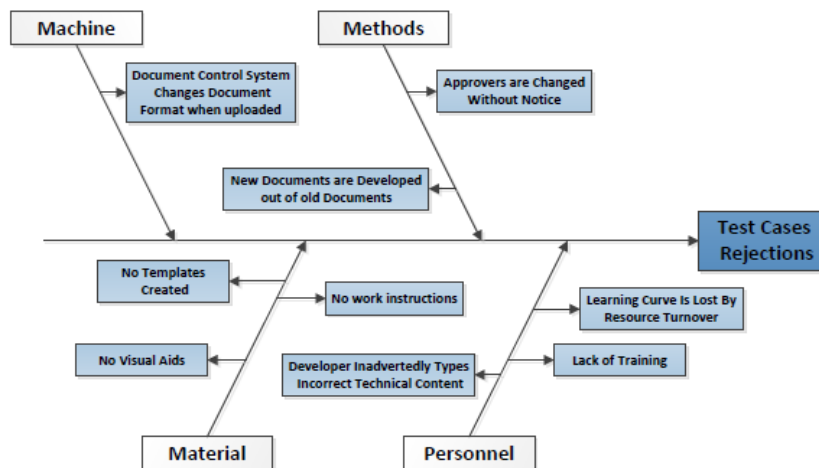 Machine
Methods
Document Control System
Changes Document
Format when uploaded
Approvers are Changed
Without Notice
New Documents are Developed
out of old Documents
Test Cases
Rejections
No Templates
Created
No work instructions
Learning Curve Is Lost By
Resource Turnover
No Visual Aids
Developer Inadvertedly Types
Incorrect Technical Content
Lack of Training
Material
Personnel